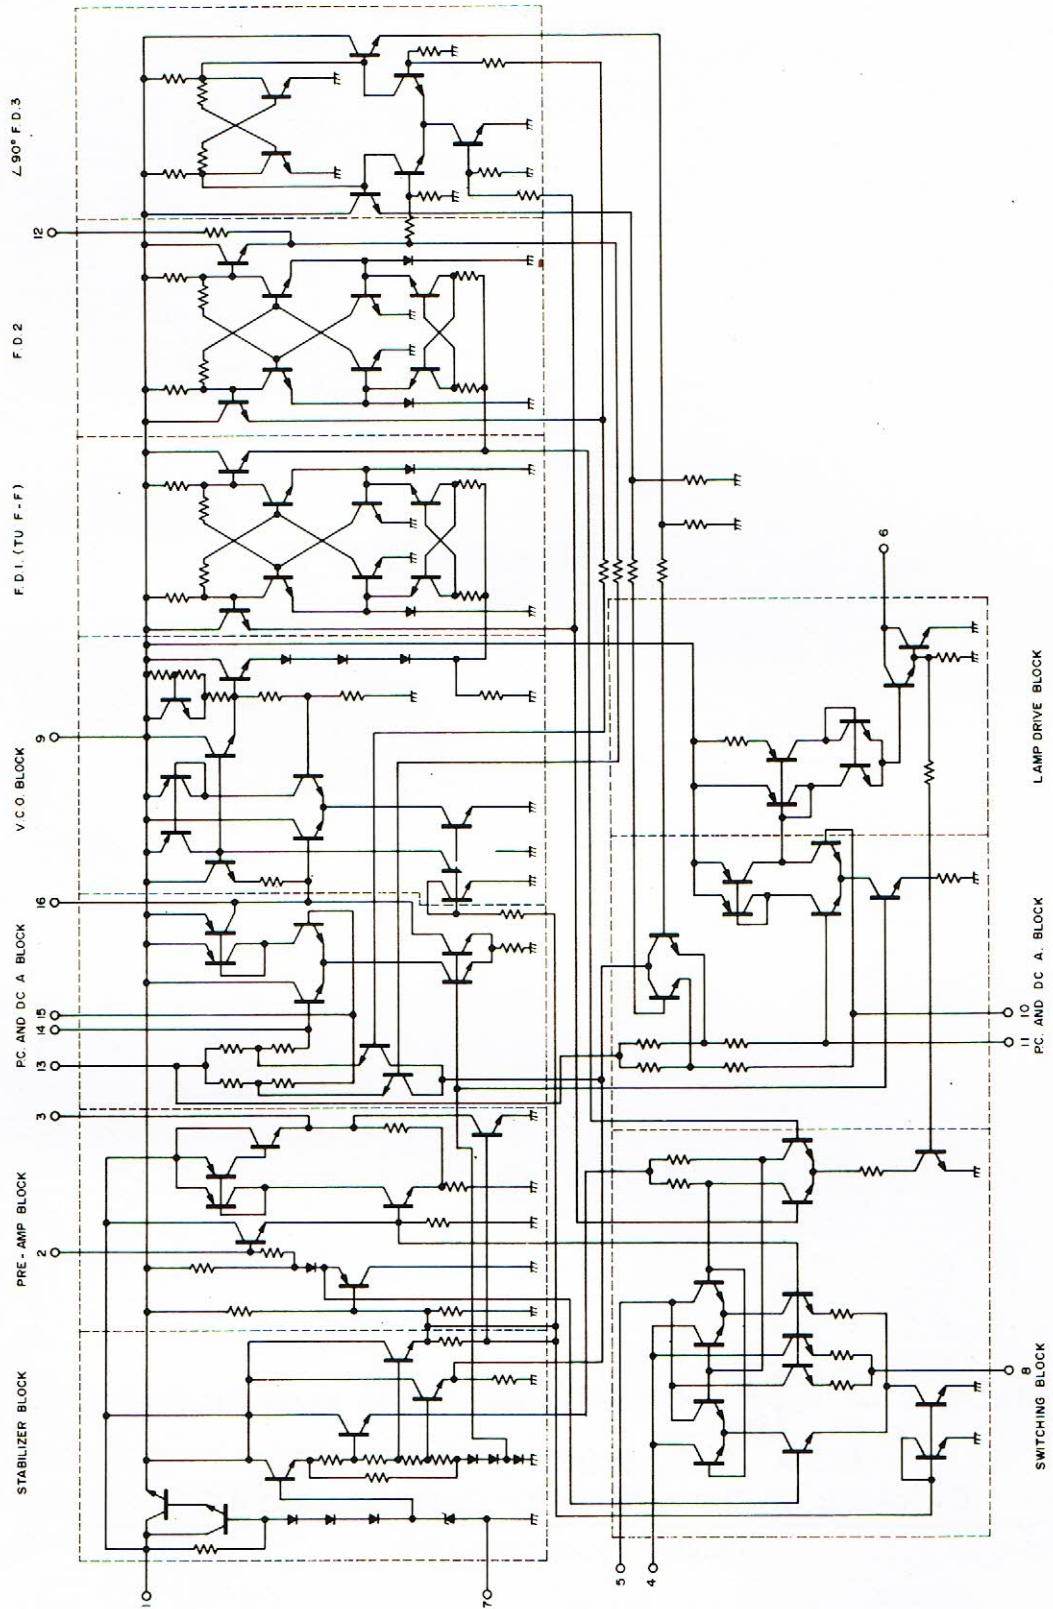 STABILIZER BLOCK
PRE-AMP BLOCK
P.C. AND DC A BLOCK
V.C.O. BLOCK
F.D.1. (TU F-F)
F.D.2
∠90° F.D.3
1
7
2
3
13
14
15
16
9
12
5
4
8
11
10
6
SWITCHING BLOCK
P.C. AND DC A. BLOCK
LAMP DRIVE BLOCK